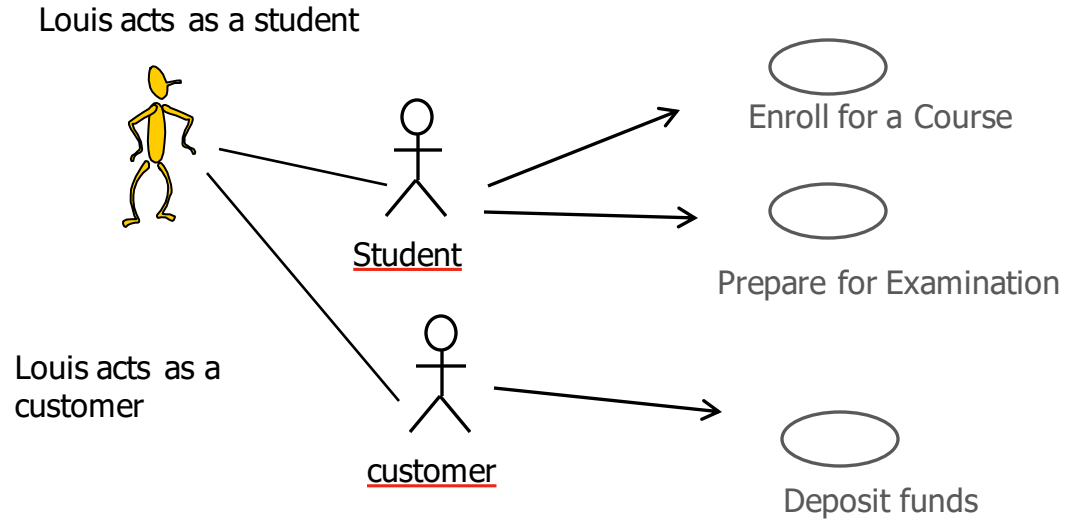 Louis acts as a student
Enroll for a Course
Student
Prepare for Examination
Louis acts as a
customer
customer
Deposit funds